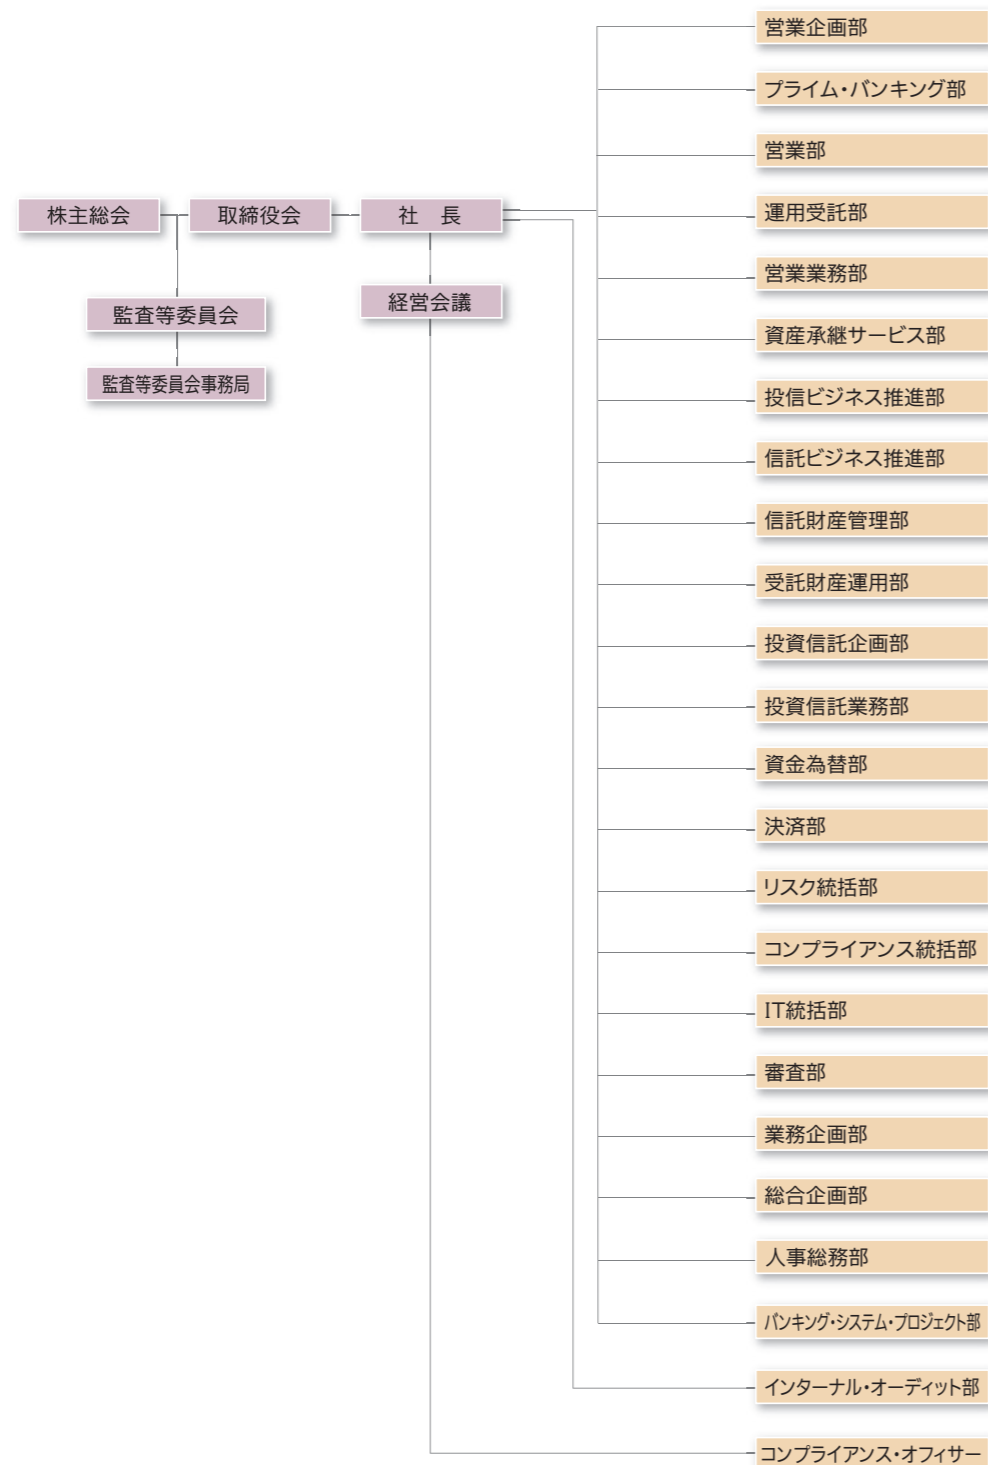 株主総会
取締役会
社　長
経営会議
監査等委員会
監査等委員会事務局
営業企画部
プライム・バンキング部
営業部
運用受託部
営業業務部
資産承継サービス部
投信ビジネス推進部
信託ビジネス推進部
信託財産管理部
受託財産運用部
投資信託企画部
投資信託業務部
資金為替部
決済部
リスク統括部
コンプライアンス統括部
IT統括部
審査部
業務企画部
総合企画部
人事総務部
バンキング・システム・プロジェクト部
インターナル・オーディット部
コンプライアンス・オフィサー